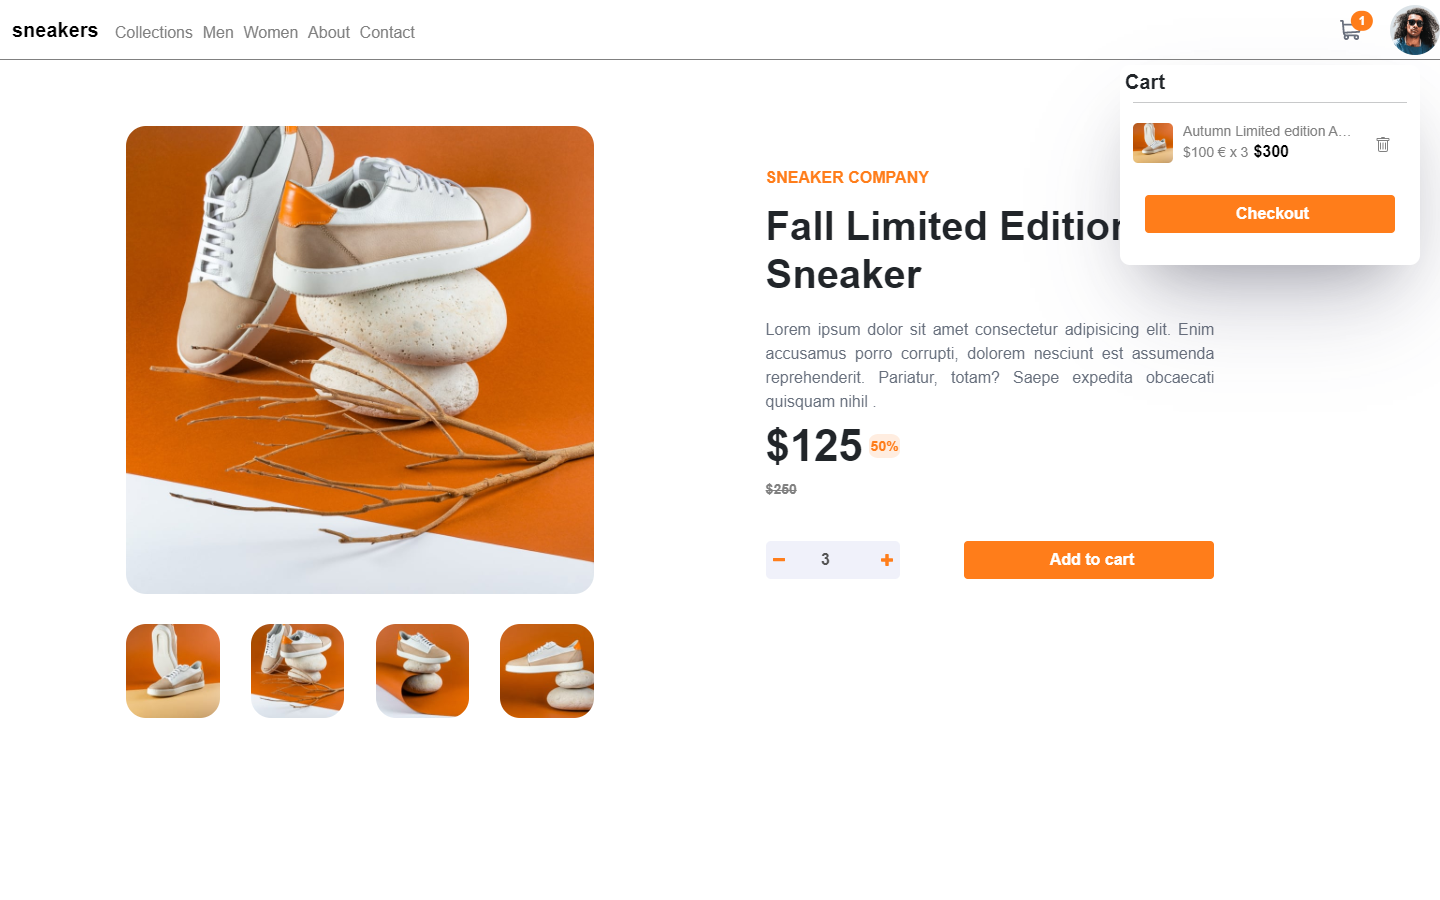 sneakers Collections Men Women About Contact 1
Cart
Autumn Limited edition A...
$100 € x 3 $300
Checkout
SNEAKER COMPANY
Fall Limited Edition
Sneaker
Lorem ipsum dolor sit amet consectetur adipisicing elit. Enim
accusamus porro corrupti, dolorem nesciunt est assumenda
reprehenderit. Pariatur, totam? Saepe expedita obcaecati
quisquam nihil .
$125 50%
$250
3
Add to cart